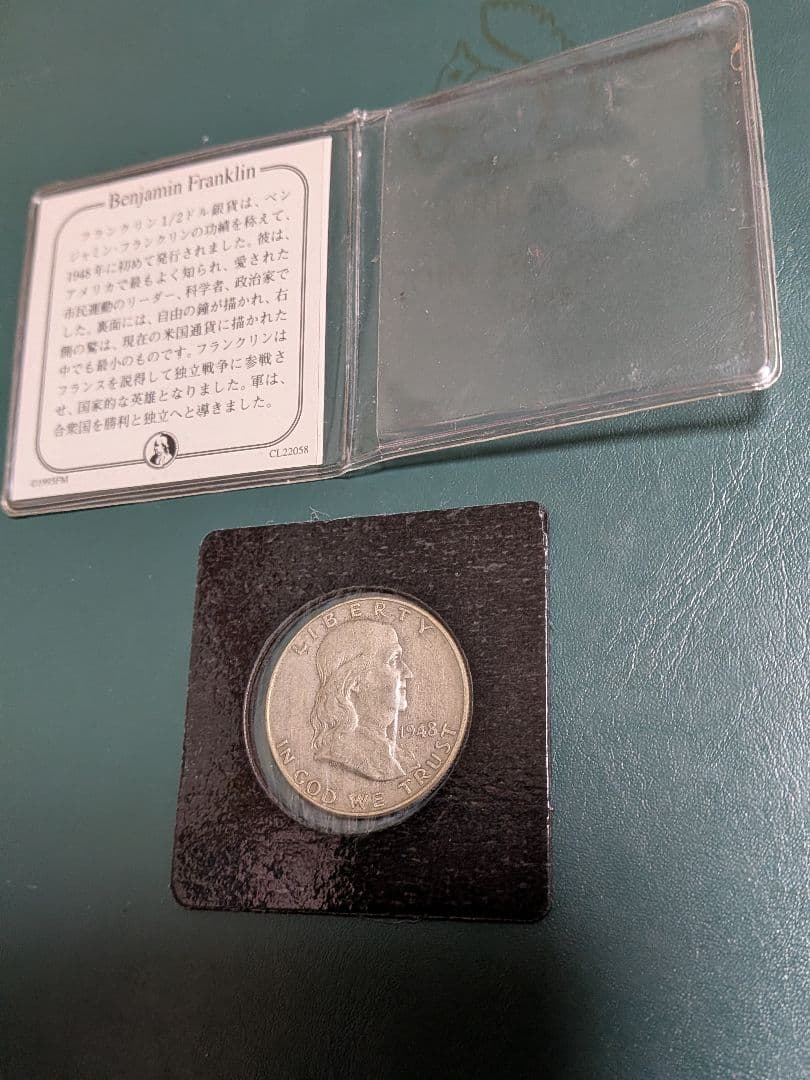 Benjamin Franklin
フランクリン1/2ドル銀貨は、ベン
ジャミン・フランクリンの功績を称えて、
1948年に初めて発行されました。彼は、
アメリカで最もよく知られ、愛された
市民運動のリーダー、科学者、政治家で
した。裏面には、自由の鐘が描かれ、右
側の鷲は、現在の米国通貨に描かれた
中でも最小のものです。フランクリンは
フランスを説得して独立戦争に参戦さ
せ、国家的な英雄となりました。軍は、
合衆国を勝利と独立へと導きました。
©1995FM
CL22058
LIBERTY
1948
IN GOD WE TRUST